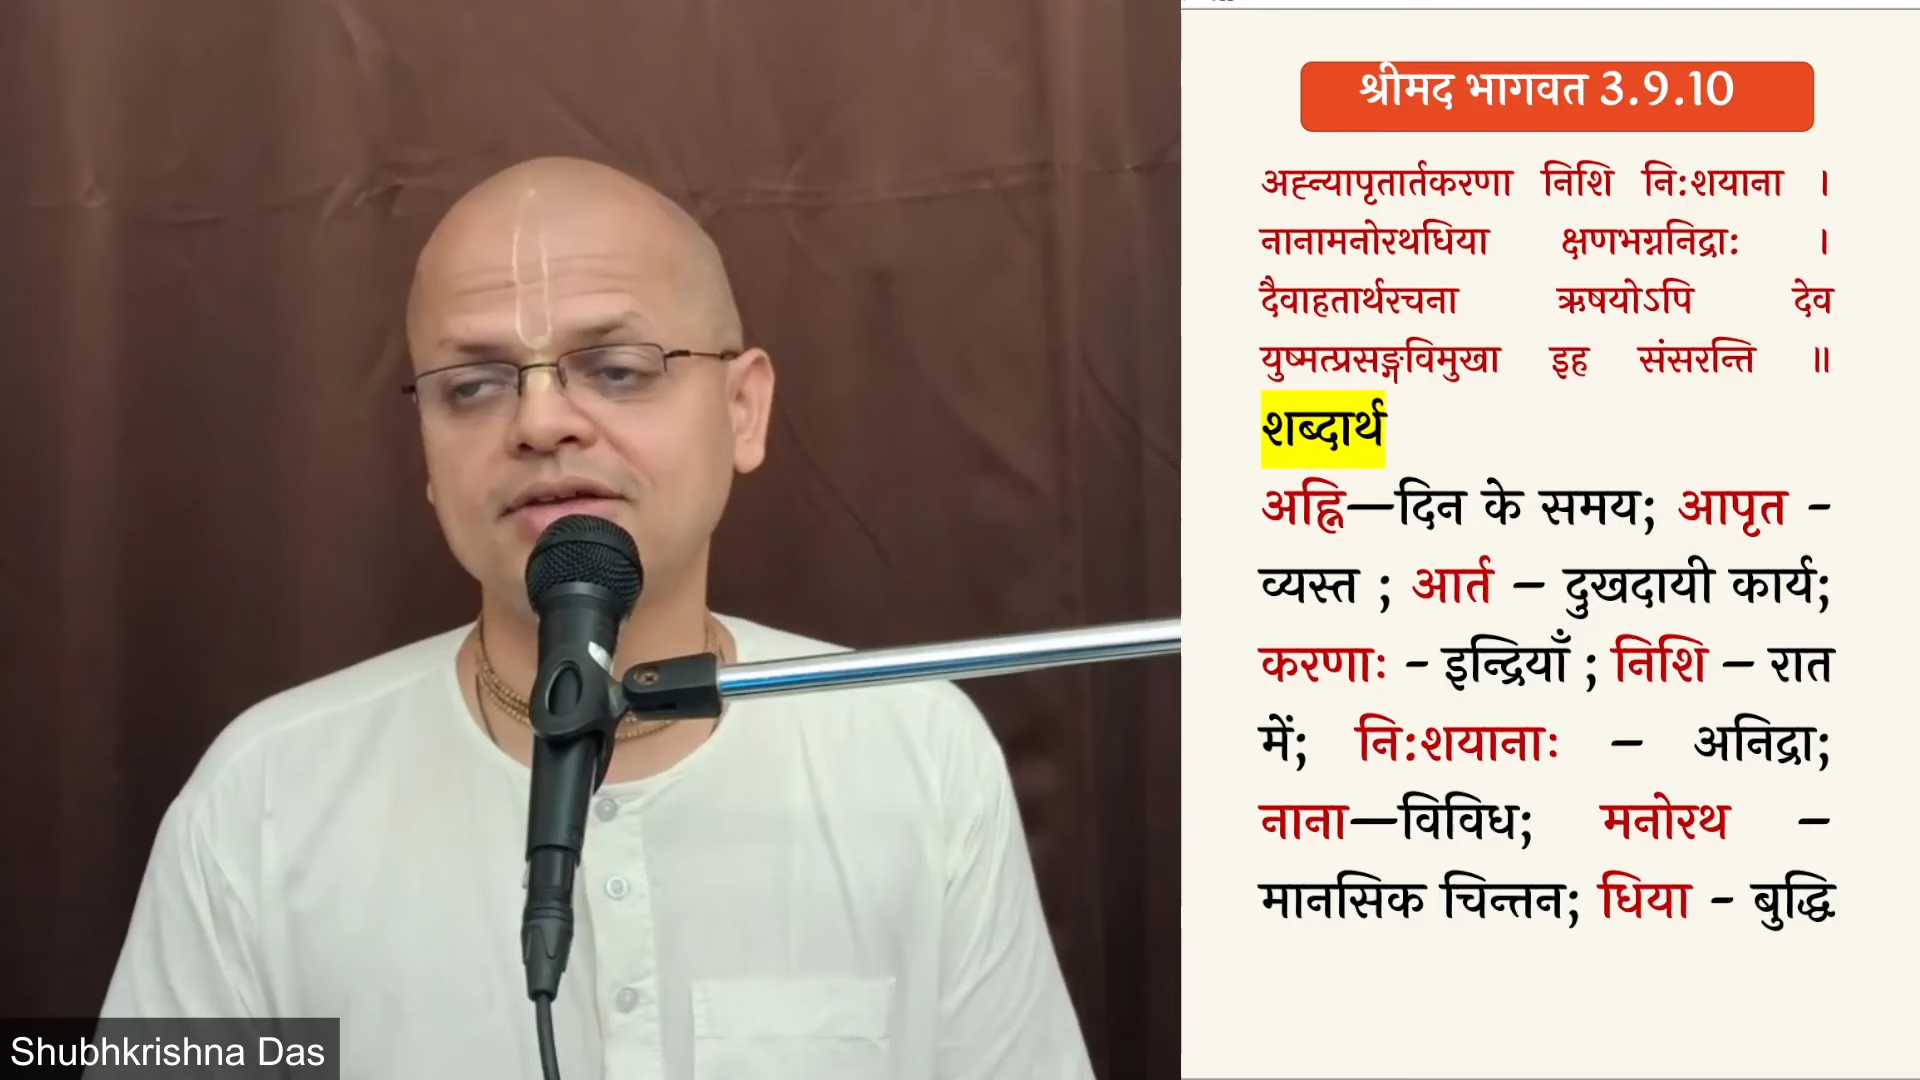 श्रीमद भागवत 3.9.10
अह्न्यापृतार्तकरणा निशि नि:शयाना ।
नानामनोरथधिया क्षणभग्ननिद्रा: ।
दैवाहतार्थरचना ऋषयोऽपि देव
युष्मत्प्रसङ्गविमुखा इह संसरन्ति ॥
शब्दार्थ
अह्नि—दिन के समय; आपृत -
व्यस्त ; आर्त – दुखदायी कार्य;
करणाः - इन्द्रियाँ ; निशि – रात
में; नि:शयानाः – अनिद्रा;
नाना—विविध; मनोरथ –
मानसिक चिन्तन; धिया - बुद्धि
Shubhkrishna Das